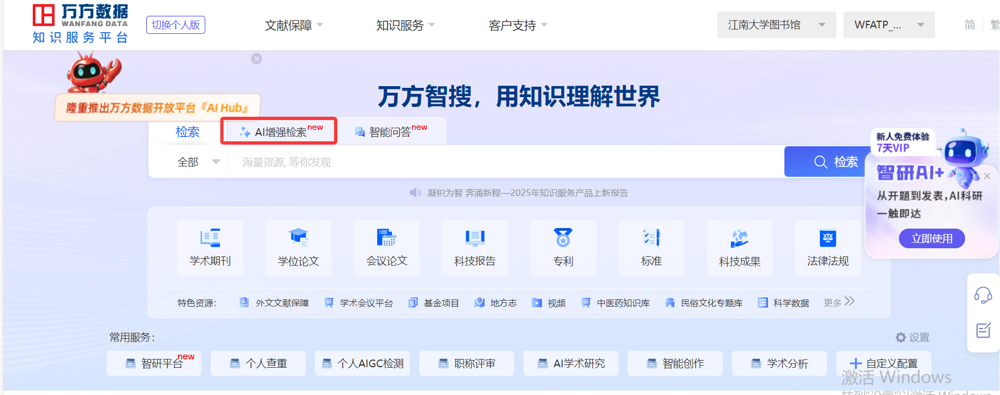 万方数据
WANFANG DATA
知识服务平台
切换个人版
文献保障
知识服务
客户支持
江南大学图书馆
WFATP_...
简
繁
隆重推出万方数据开放平台『AI Hub』
万方智搜，用知识理解世界
检索
AI增强检索 new
智能问答 new
全部
海量资源, 等你发现
检索
凝积为智 奔涌新程—2025年知识服务产品上新报告
新人免费体验
7天VIP
智研AI+
从开题到发表,AI科研
一触即达
立即使用
学术期刊
学位论文
会议论文
科技报告
专利
标准
科技成果
法律法规
特色资源：
外文文献保障
学术会议平台
基金项目
地方志
视频
中医药知识库
民俗文化专题库
科学数据
更多
常用服务：
设置
智研平台 new
个人查重
个人AIGC检测
职称评审
AI学术研究
智能创作
学术分析
自定义配置
激活 Windows
转到"设置"以激活 Windows